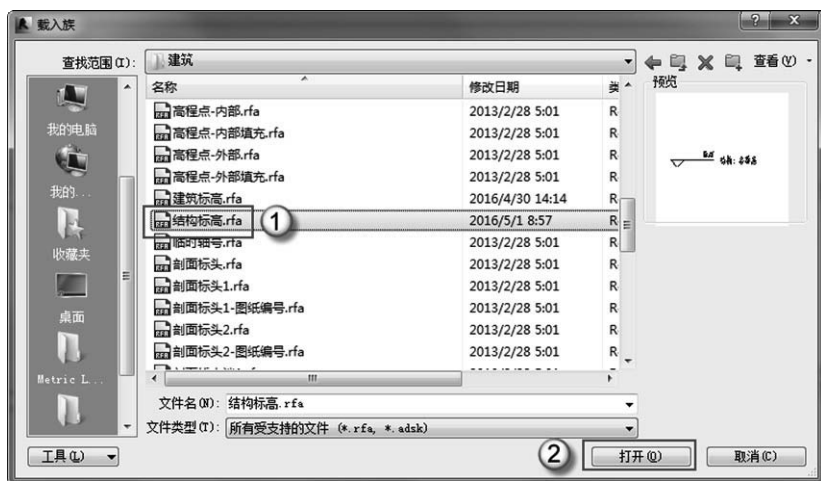 载入族
查找范围(I): 建筑 查看(V)
名称 修改日期 预览
高程点-内部.rfa 2013/2/28 5:01 R
高程点-内部填充.rfa 2013/2/28 5:01 R
高程点-外部.rfa 2013/2/28 5:01 R
高程点-外部填充.rfa 2013/2/28 5:01 R
建筑标高.rfa 2016/4/30 14:14 R
结构标高.rfa ① 2016/5/1 8:57 R
临时轴号.rfa 2013/2/28 5:01 R
剖面标头.rfa 2013/2/28 5:01 R
剖面标头1.rfa 2013/2/28 5:01 R
剖面标头1-图纸编号.rfa 2013/2/28 5:01 R
剖面标头2.rfa 2013/2/28 5:01 R
剖面标头2-图纸编号.rfa 2013/2/28 5:01 R
我的电脑
我的...
收藏夹
桌面
Metric L...
文件名(N): 结构标高.rfa
文件类型(T): 所有受支持的文件 (*.rfa, *.adsk)
工具(L) ② 打开(O) 取消(C)